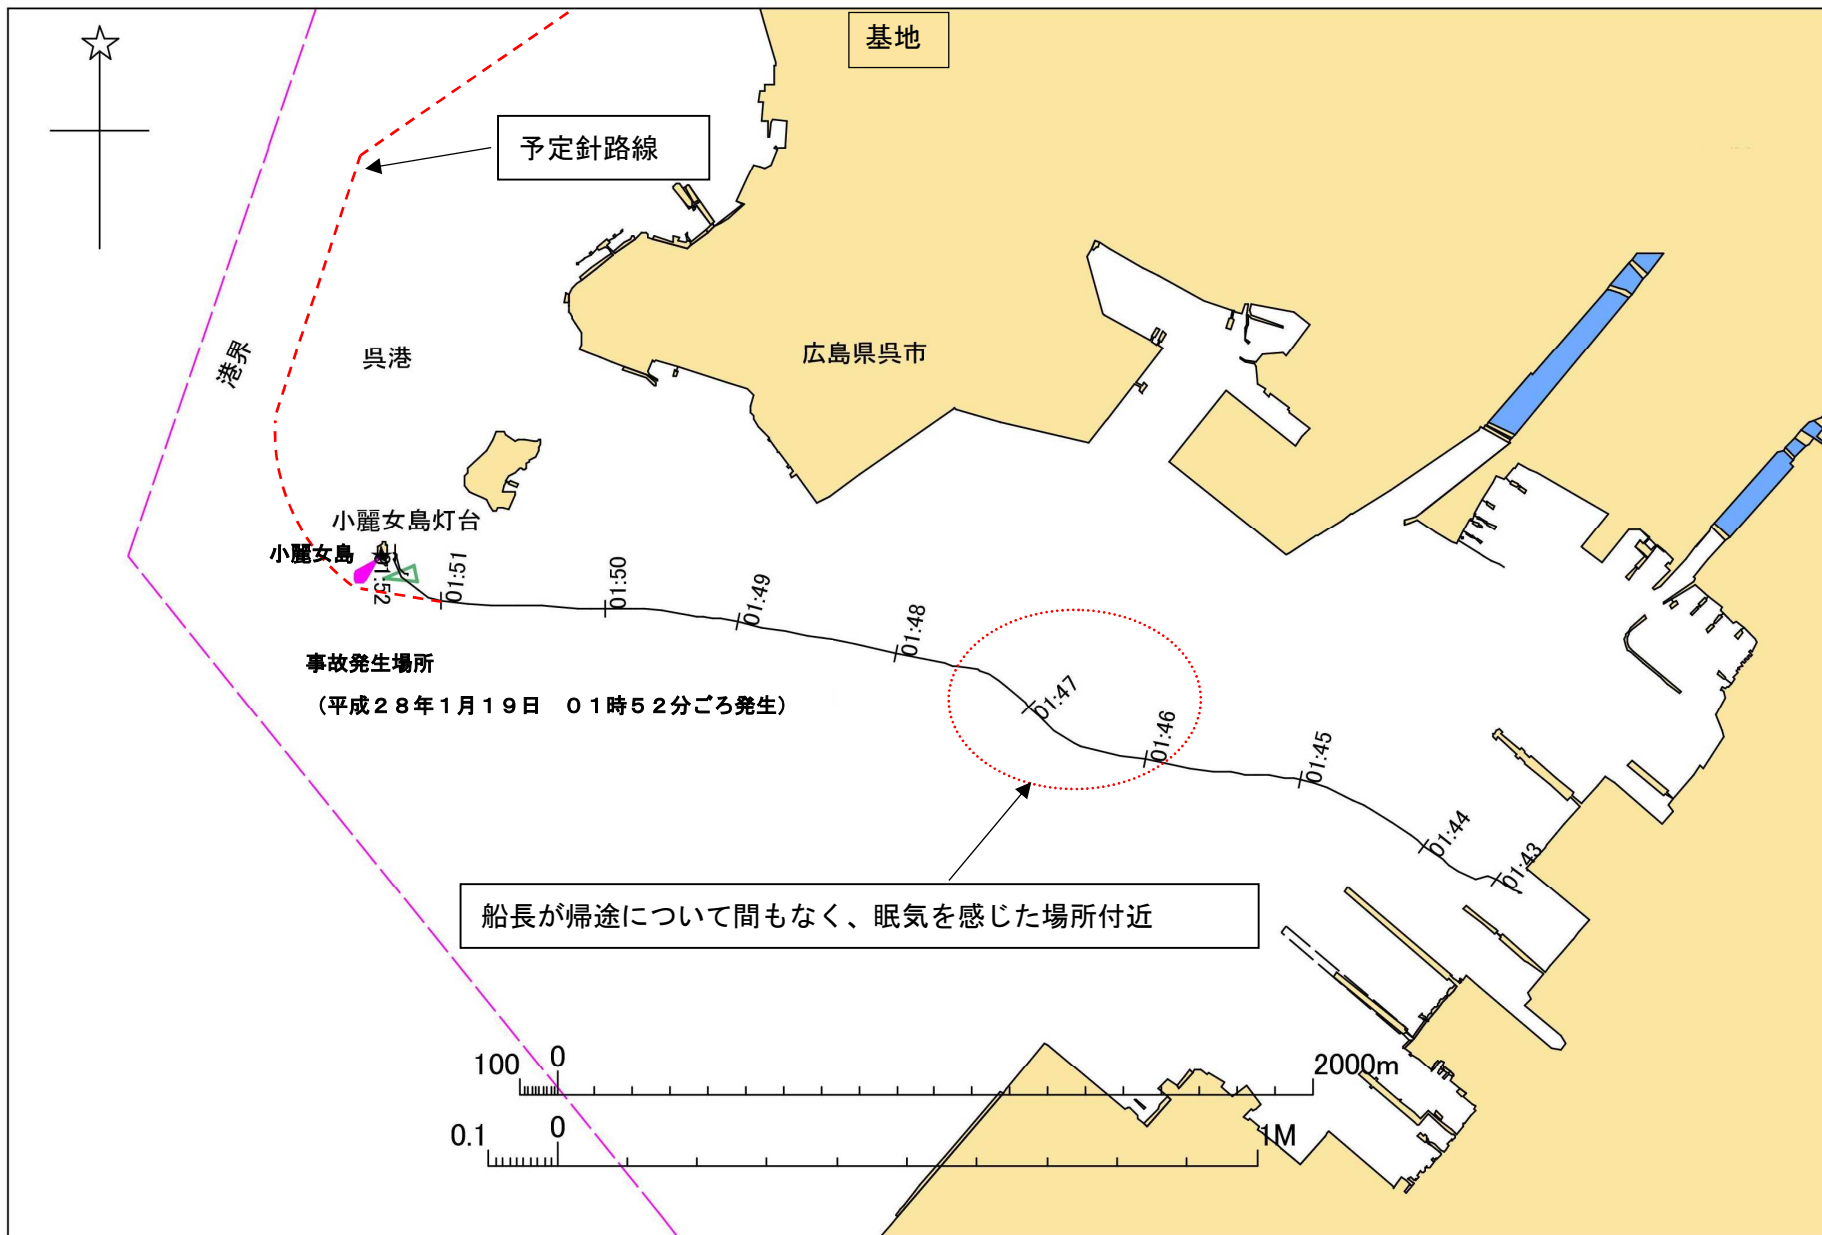 基地
予定針路線
港界
呉港
広島県呉市
小麗女島灯台
小麗女島
01:52
01:51
01:50
01:49
01:48
01:47
01:46
01:45
01:44
01:43
事故発生場所
（平成２８年１月１９日　０１時５２分ごろ発生）
船長が帰途について間もなく、眠気を感じた場所付近
100 0 2000m
0.1 0 1M